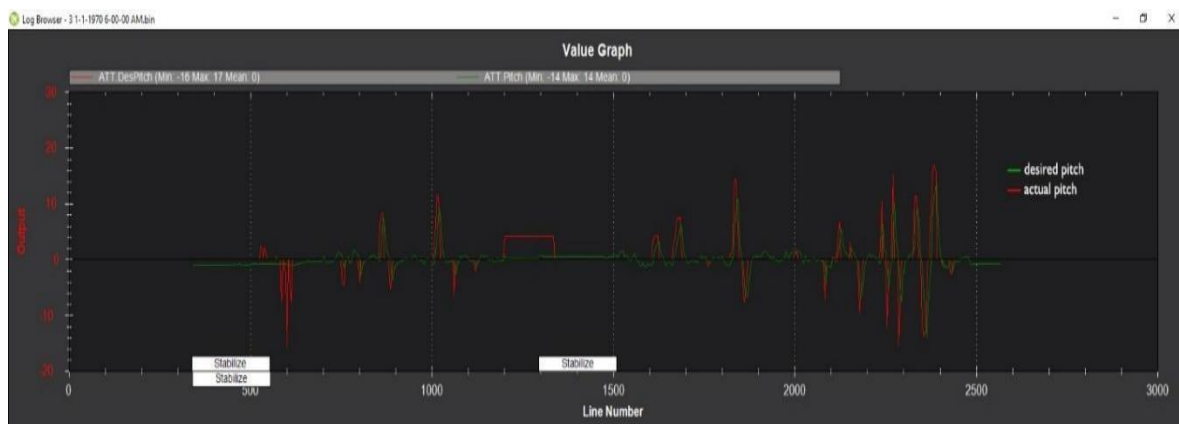 Log Browser - 3 1-1-1970 6-00-00 AM.bin
Value Graph
ATT.DesPitch (Min: -16 Max: 17 Mean: 0) ATT.Pitch (Min: -14 Max: 14 Mean: 0)
30
20
10
0
10
20
Output
desired pitch
actual pitch
Stabilize
Stabilize
Stabilize
0 500 1000 1500 2000 2500 3000
Line Number